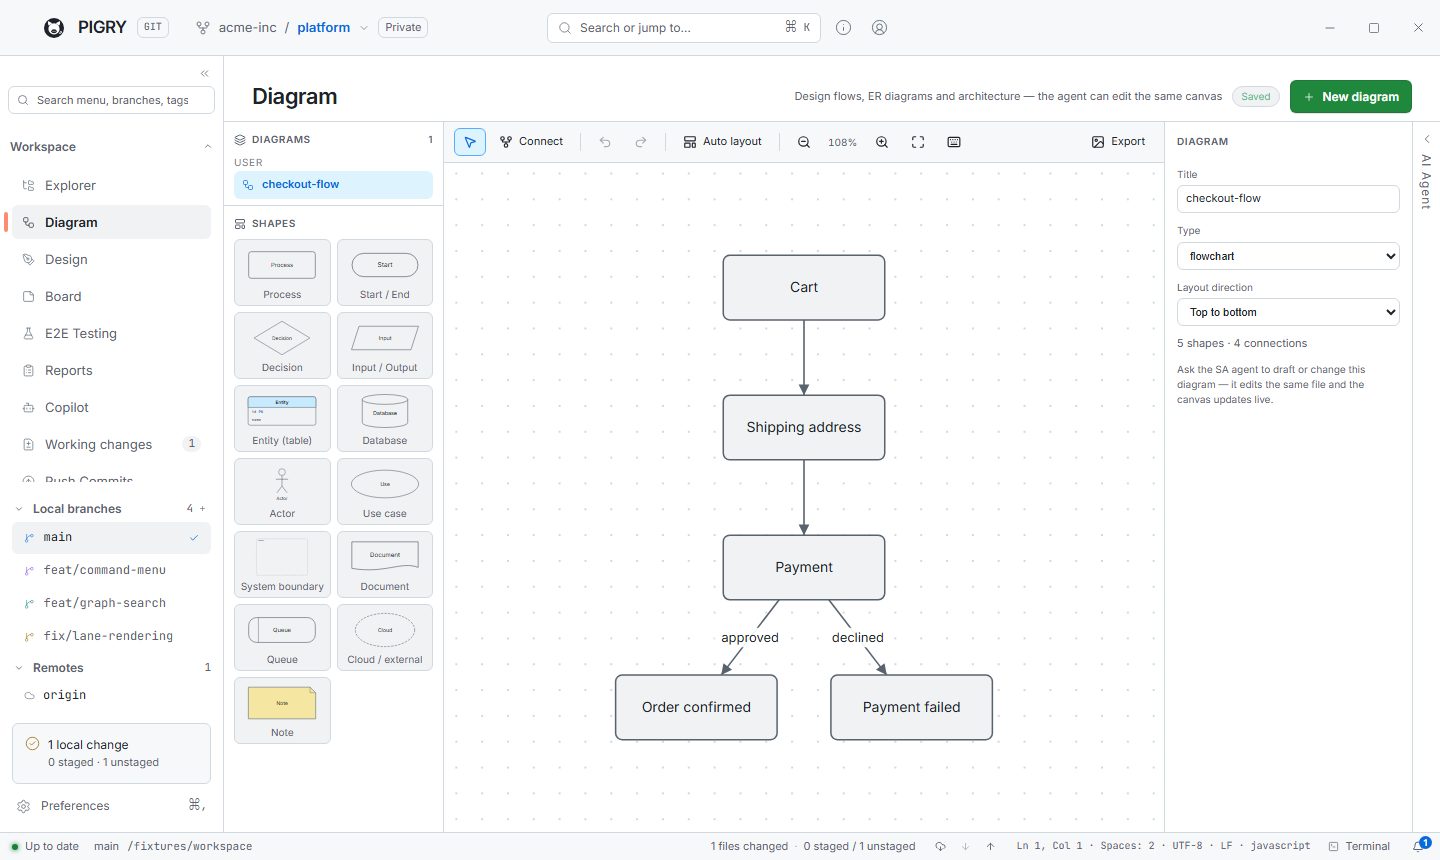 PIGRY GIT acme-inc / platform Private Search or jump to... ⌘ K
Search menu, branches, tags
Workspace
Explorer
Diagram
Design
Board
E2E Testing
Reports
Copilot
Working changes 1
Push Commits
Local branches 4 +
main
feat/command-menu
feat/graph-search
fix/lane-rendering
Remotes 1
origin
1 local change
0 staged · 1 unstaged
Preferences ⌘,
Diagram
Design flows, ER diagrams and architecture — the agent can edit the same canvas Saved + New diagram
DIAGRAMS 1
USER
checkout-flow
SHAPES
Process
Process
Start
Start / End
Decision
Decision
Input
Input / Output
Entity
Entity (table)
Database
Database
Actor
Actor
Use
Use case
System boundary
Document
Document
Queue
Queue
Cloud
Cloud / external
Note
Note
Connect Auto layout 108% Export
Cart
Shipping address
Payment
approved declined
Order confirmed Payment failed
DIAGRAM
Title
checkout-flow
Type
flowchart
Layout direction
Top to bottom
5 shapes · 4 connections
Ask the SA agent to draft or change this
diagram — it edits the same file and the
canvas updates live.
AI Agent
Up to date main /fixtures/workspace 1 files changed · 0 staged / 1 unstaged Ln 1, Col 1 · Spaces: 2 · UTF-8 · LF · javascript Terminal 1